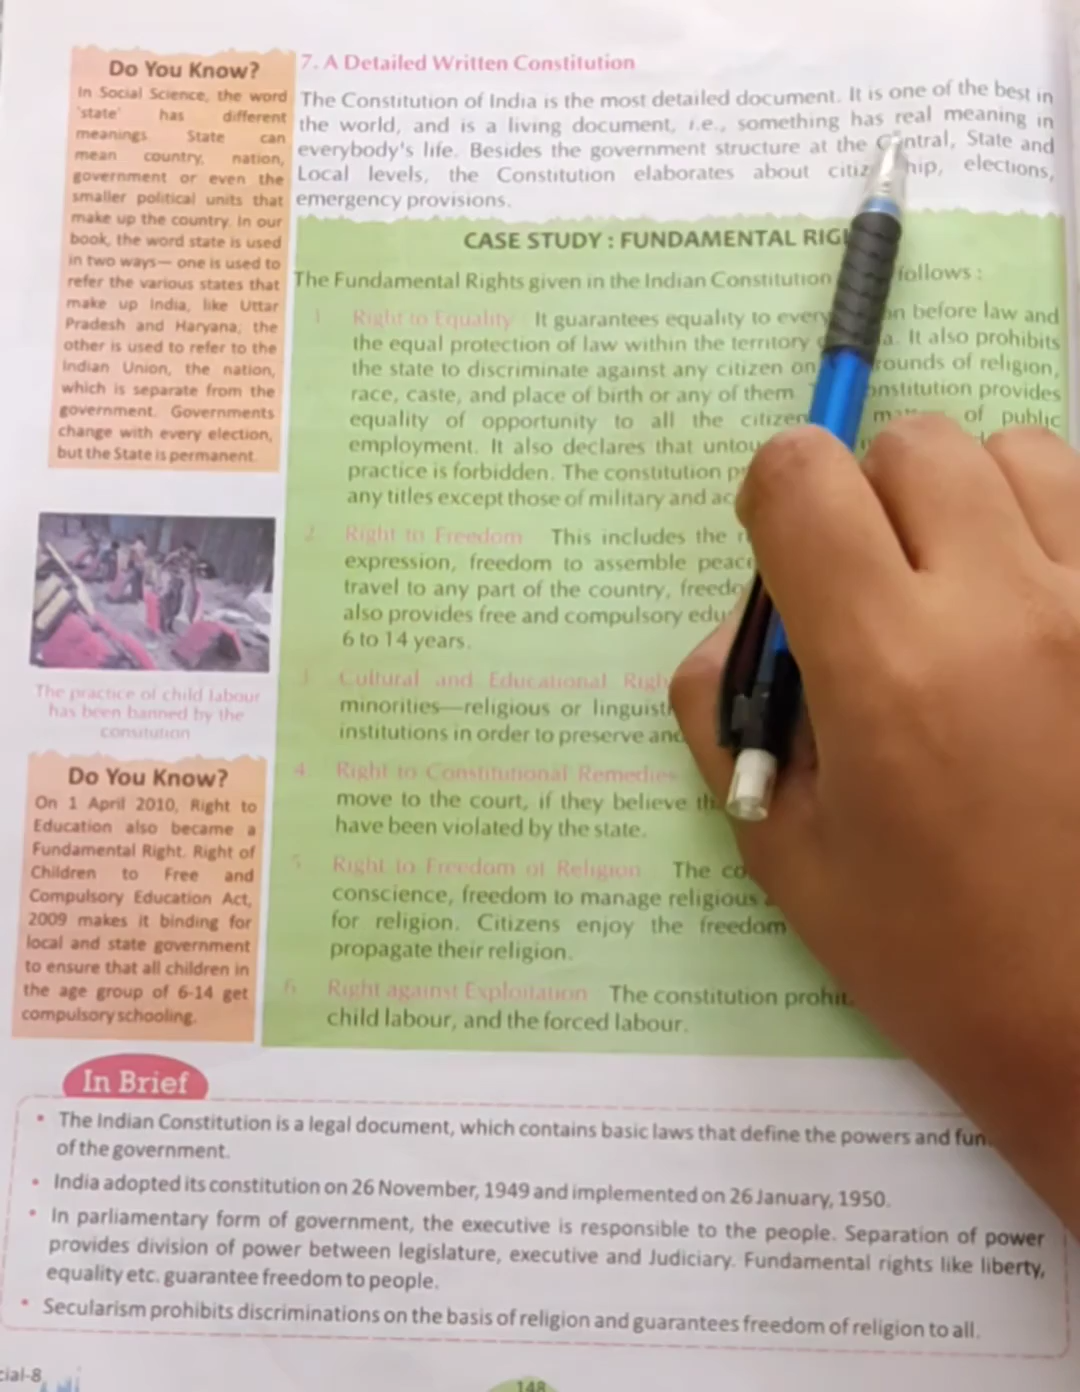 Do You Know?
In Social Science, the word
'state' has different
meanings. State can
mean country, nation,
government or even the
smaller political units that
make up the country. In our
book, the word state is used
in two ways— one is used to
refer the various states that
make up India, like Uttar
Pradesh and Haryana; the
other is used to refer to the
Indian Union, the nation,
which is separate from the
government. Governments
change with every election,
but the State is permanent.
The practice of child labour
has been banned by the
consitution
Do You Know?
On 1 April 2010, Right to
Education also became a
Fundamental Right. Right of
Children to Free and
Compulsory Education Act,
2009 makes it binding for
local and state government
to ensure that all children in
the age group of 6-14 get
compulsory schooling.
7. A Detailed Written Constitution
The Constitution of India is the most detailed document. It is one of the best in
the world, and is a living document, i.e., something has real meaning in
everybody's life. Besides the government structure at the Central, State and
Local levels, the Constitution elaborates about elections,
emergency provisions.
CASE STUDY : FUNDAMENTAL
The Fundamental Rights given in the Indian Constitution follows :
1 Right to Equality It guarantees equality to before law and
the equal protection of law within the territory It also prohibits
the state to discriminate against any citizen on of religion,
race, caste, and place of birth or any of them provides
equality of opportunity to all the of public
employment. It also declares that
practice is forbidden. The constitution
any titles except those of military and
2 Right to Freedom This includes the
expression, freedom to assemble
travel to any part of the country,
also provides free and compulsory
6 to 14 years.
3 Cultural and Educational
minorities—religious or
institutions in order to preserve
4 Right to Constitutional Remedies
move to the court, if they believe
have been violated by the state.
5 Right to Freedom of Religion The
conscience, freedom to manage religious
for religion. Citizens enjoy the freedom
propagate their religion.
6 Right against Exploitation The constitution
child labour, and the forced labour.
In Brief
• The Indian Constitution is a legal document, which contains basic laws that define the powers and
of the government.
• India adopted its constitution on 26 November, 1949 and implemented on 26 January, 1950.
• In parliamentary form of government, the executive is responsible to the people. Separation of power
provides division of power between legislature, executive and Judiciary. Fundamental rights like liberty,
equality etc. guarantee freedom to people.
• Secularism prohibits discriminations on the basis of religion and guarantees freedom of religion to all.
cial-8
148